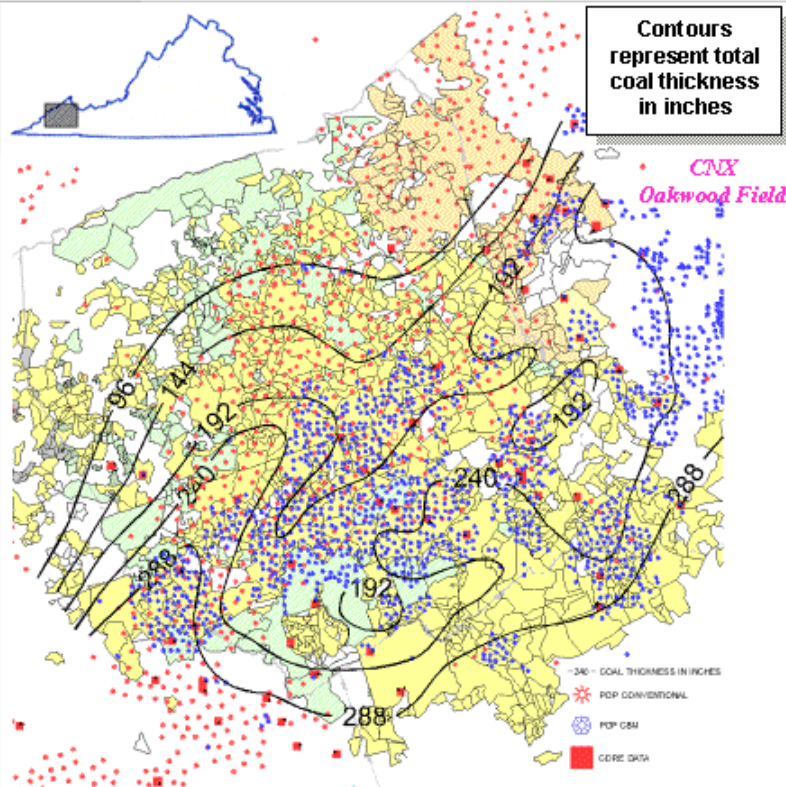 Contours
represent total
coal thickness
in inches
CNX
Oakwood Field
192
96
144
192
192
240
240
288
288
192
288
-240- COAL THICKNESS IN INCHES
PDP CONVENTIONAL
PDP CBM
CORE DATA